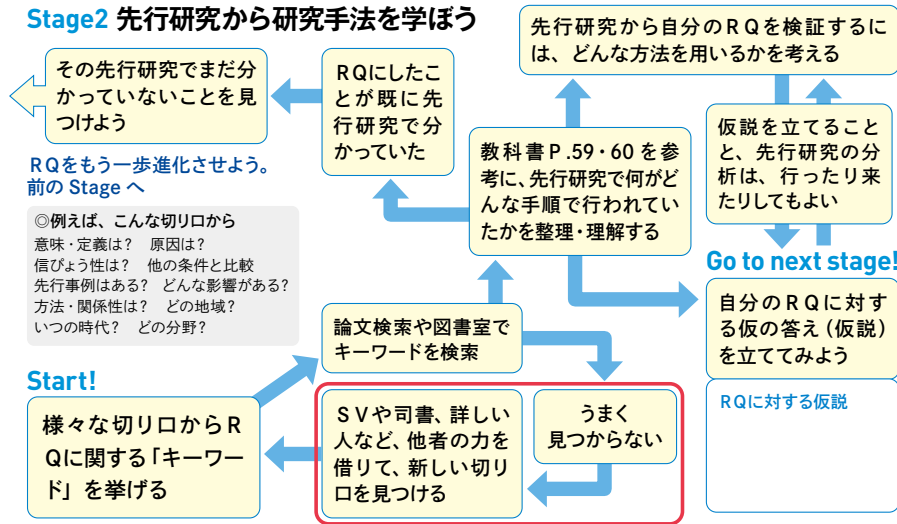 Stage2 先行研究から研究手法を学ぼう
その先行研究でまだ分
かっていないことを見
つけよう
RQをもう一歩進化させよう。
前の Stage へ
◎例えば、こんな切り口から
意味・定義は？ 原因は？
信ぴょう性は？ 他の条件と比較
先行事例はある？ どんな影響がある？
方法・関係性は？ どの地域？
いつの時代？ どの分野？
RQにしたこ
とが既に先
行研究で分
かっていた
先行研究から自分のRQを検証するに
は、どんな方法を用いるかを考える
教科書P.59・60を参
考に、先行研究で何がど
んな手順で行われてい
たかを整理・理解する
仮説を立てること
と、先行研究の分
析は、行ったり来
たりしてもよい
Go to next stage!
自分のRQに対す
る仮の答え（仮説）
を立ててみよう
RQに対する仮説
論文検索や図書室で
キーワードを検索
Start!
様々な切り口からR
Qに関する「キーワー
ド」を挙げる
SVや司書、詳しい
人など、他者の力を
借りて、新しい切り
口を見つける
うまく
見つからない